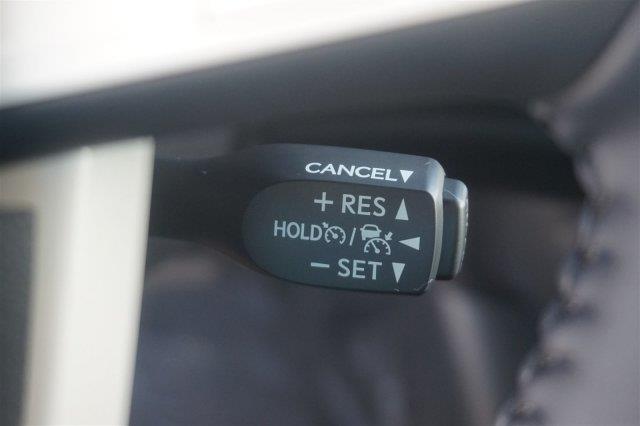 CANCEL▼
+ RES ▲
HOLD / ◀
− SET ▼